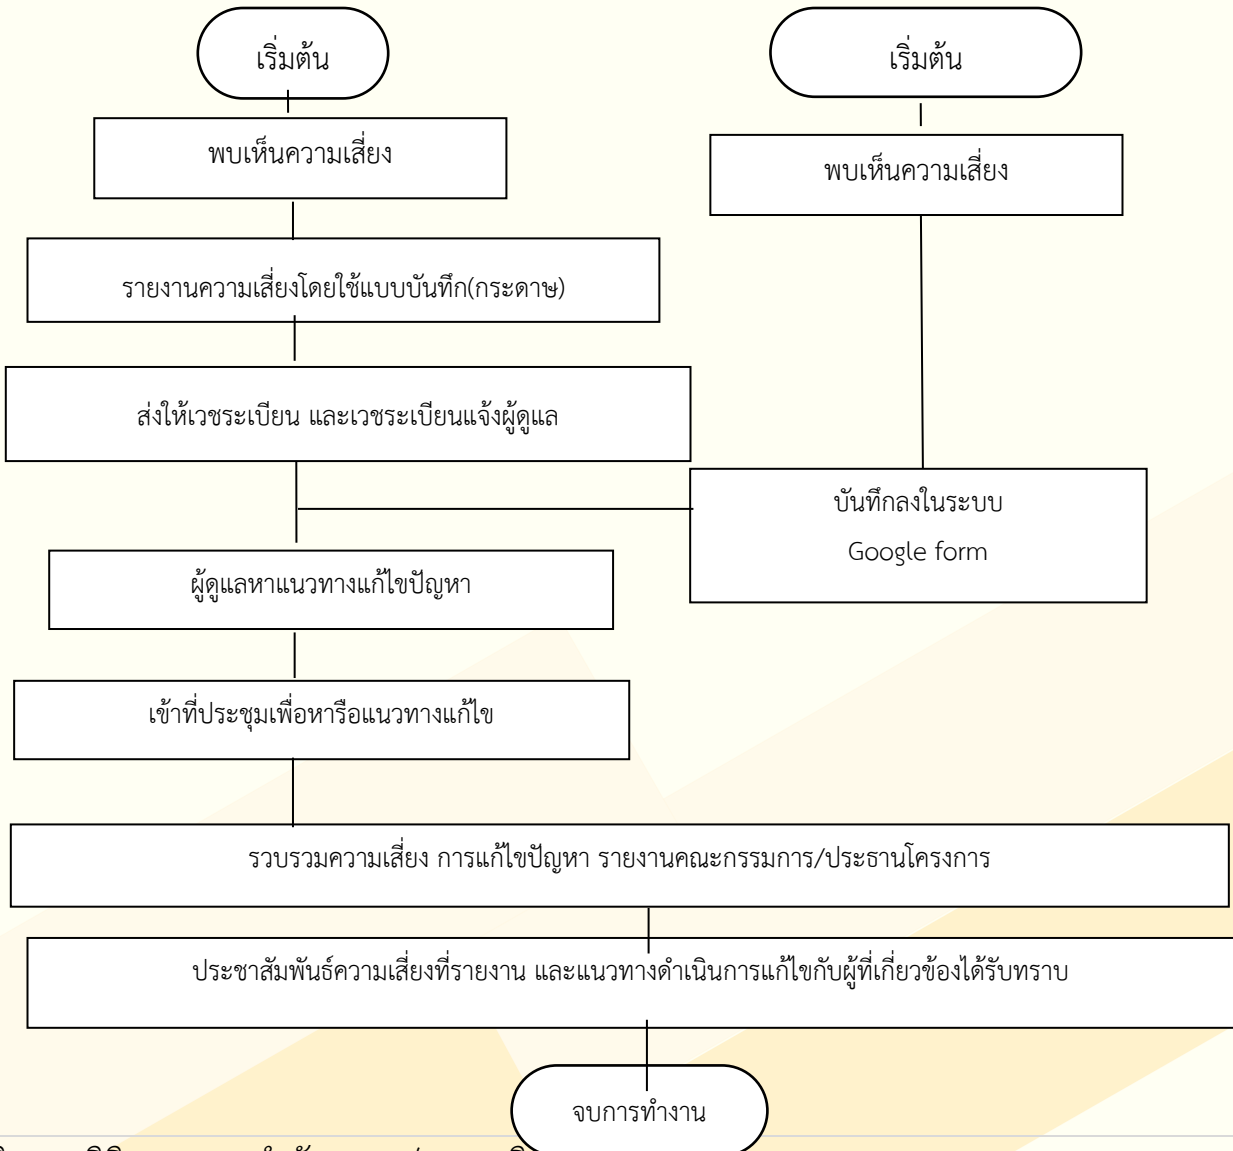 เริ่มต้น
เริ่มต้น
พบเห็นความเสี่ยง
พบเห็นความเสี่ยง
รายงานความเสี่ยงโดยใช้แบบบันทึก(กระดาษ)
ส่งให้เวชระเบียน และเวชระเบียนแจ้งผู้ดูแล
บันทึกลงในระบบ
Google form
ผู้ดูแลหาแนวทางแก้ไขปัญหา
เข้าที่ประชุมเพื่อหารือแนวทางแก้ไข
รวบรวมความเสี่ยง การแก้ไขปัญหา รายงานคณะกรรมการ/ประธานโครงการ
ประชาสัมพันธ์ความเสี่ยงที่รายงาน และแนวทางดำเนินการแก้ไขกับผู้ที่เกี่ยวข้องได้รับทราบ
จบการทำงาน